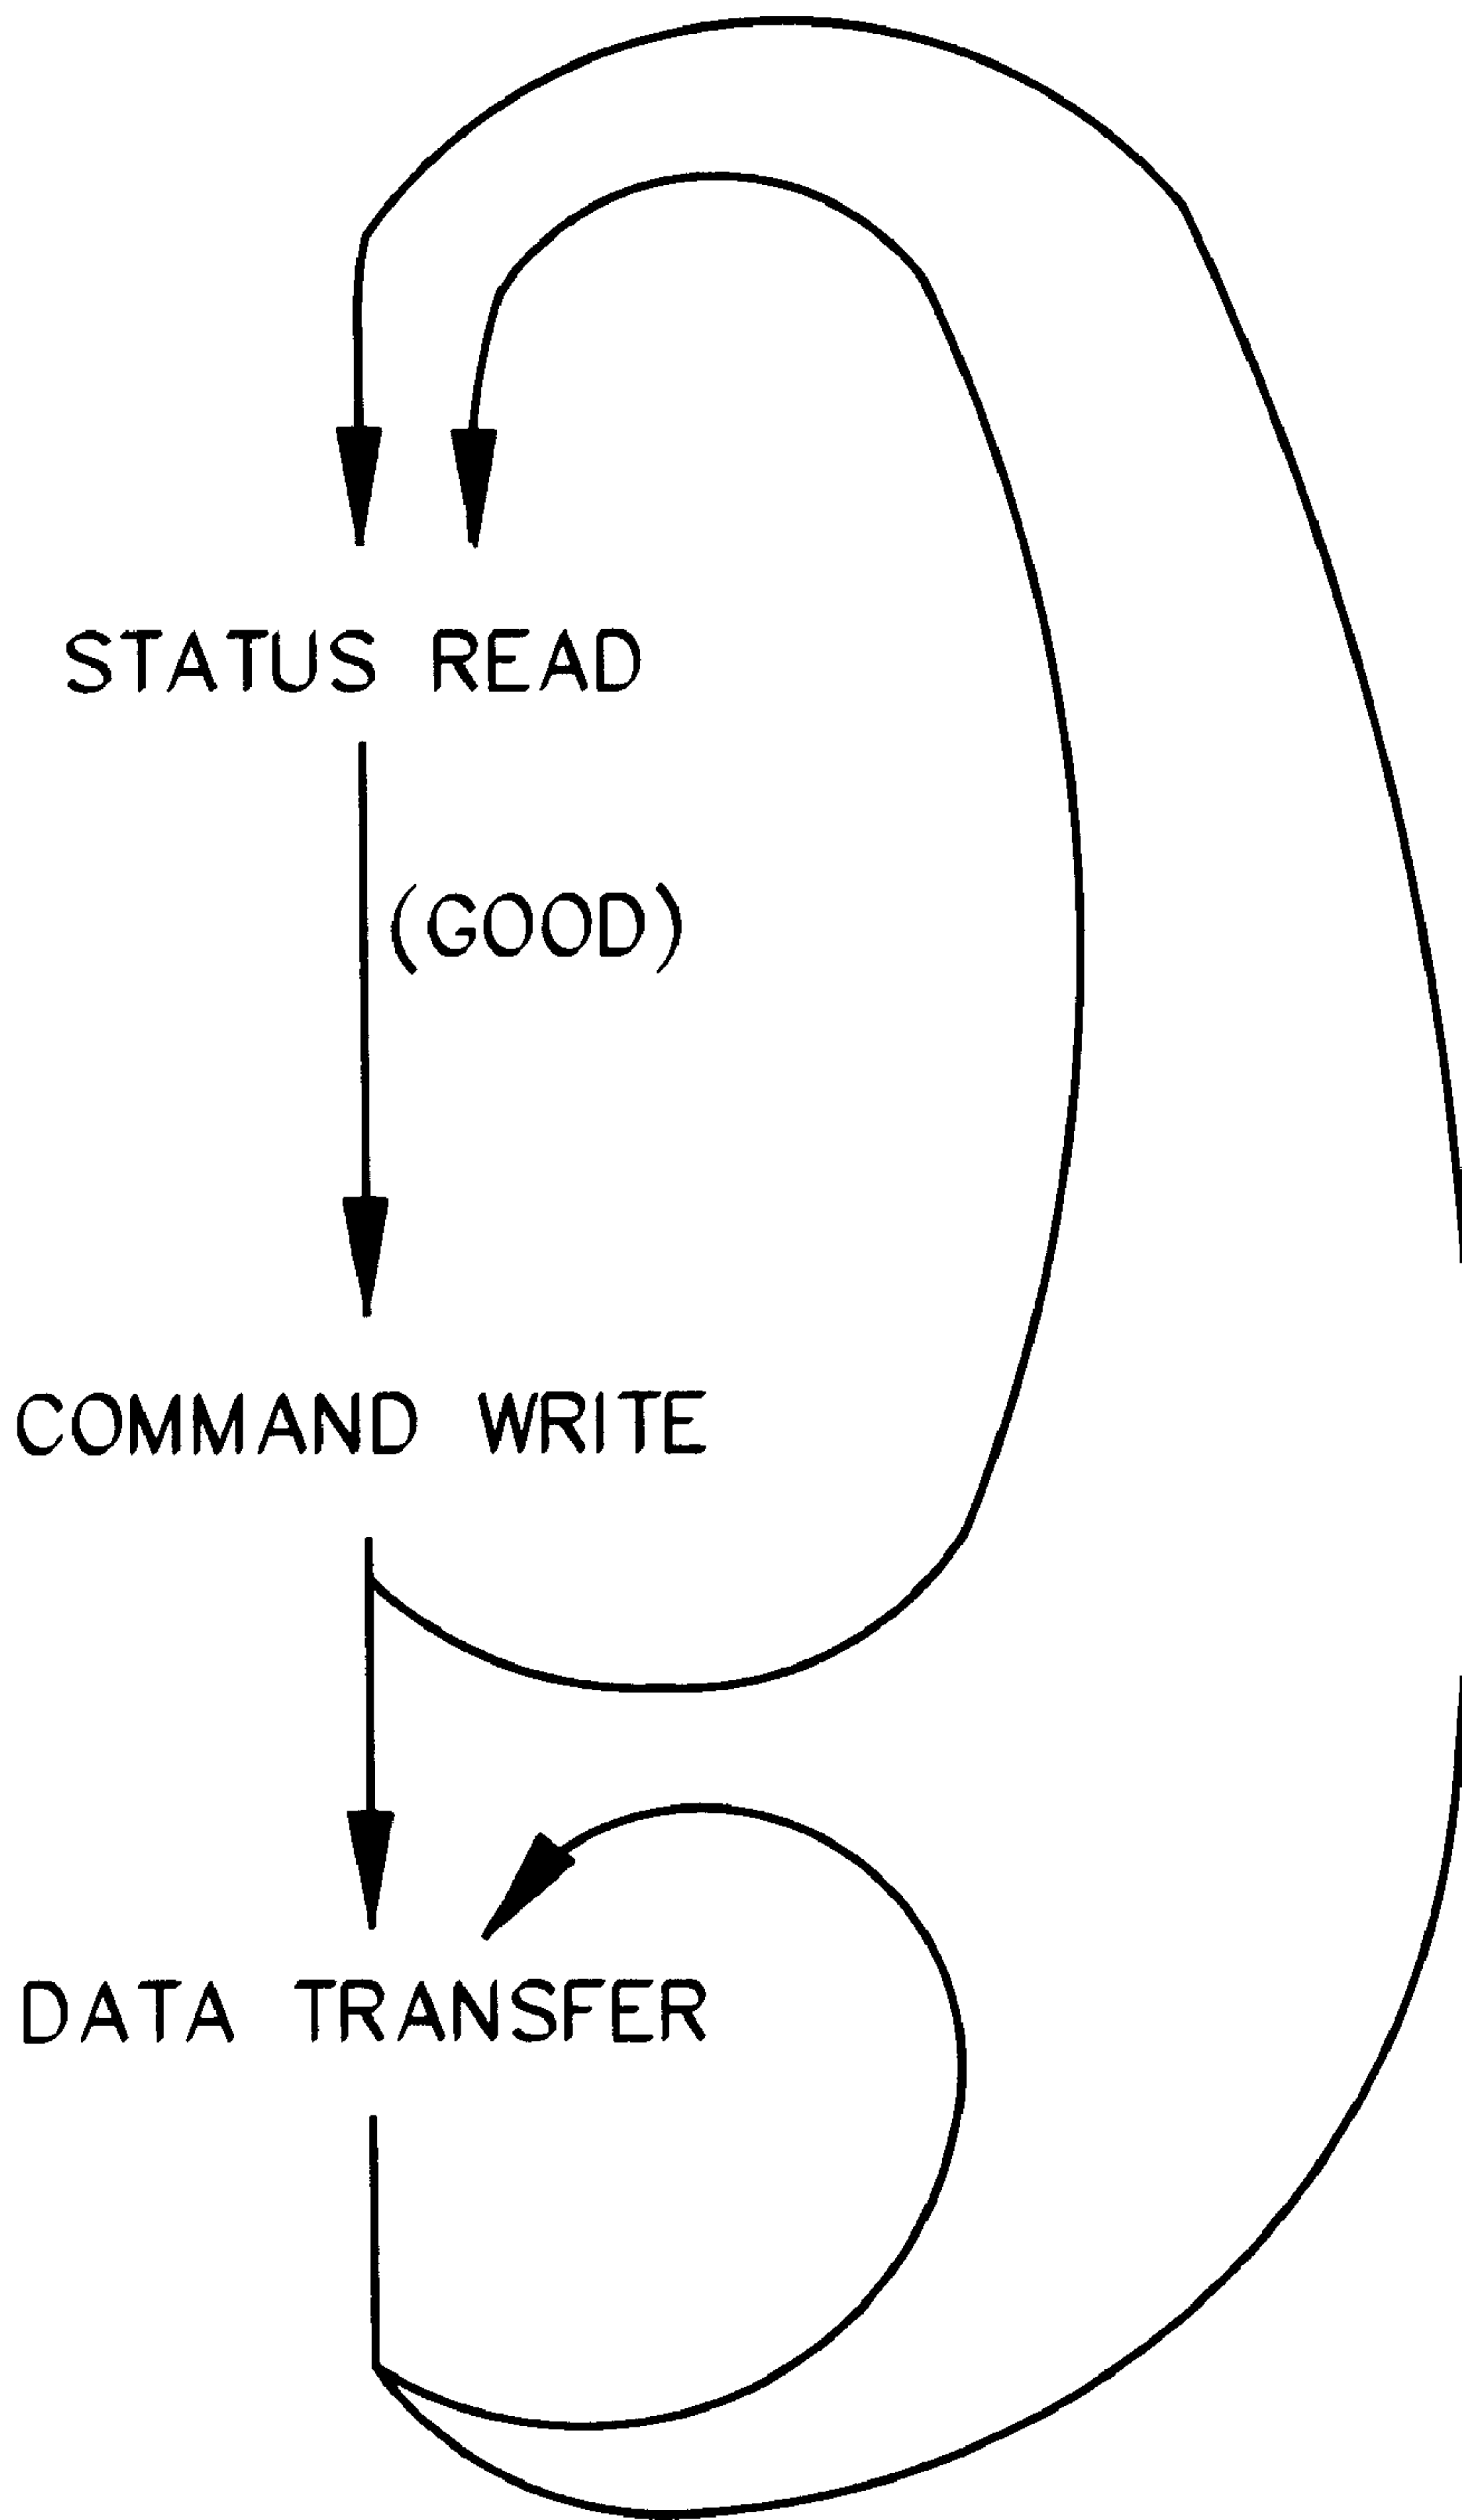 STATUS READ
(GOOD)
COMMAND WRITE
DATA TRANSFER